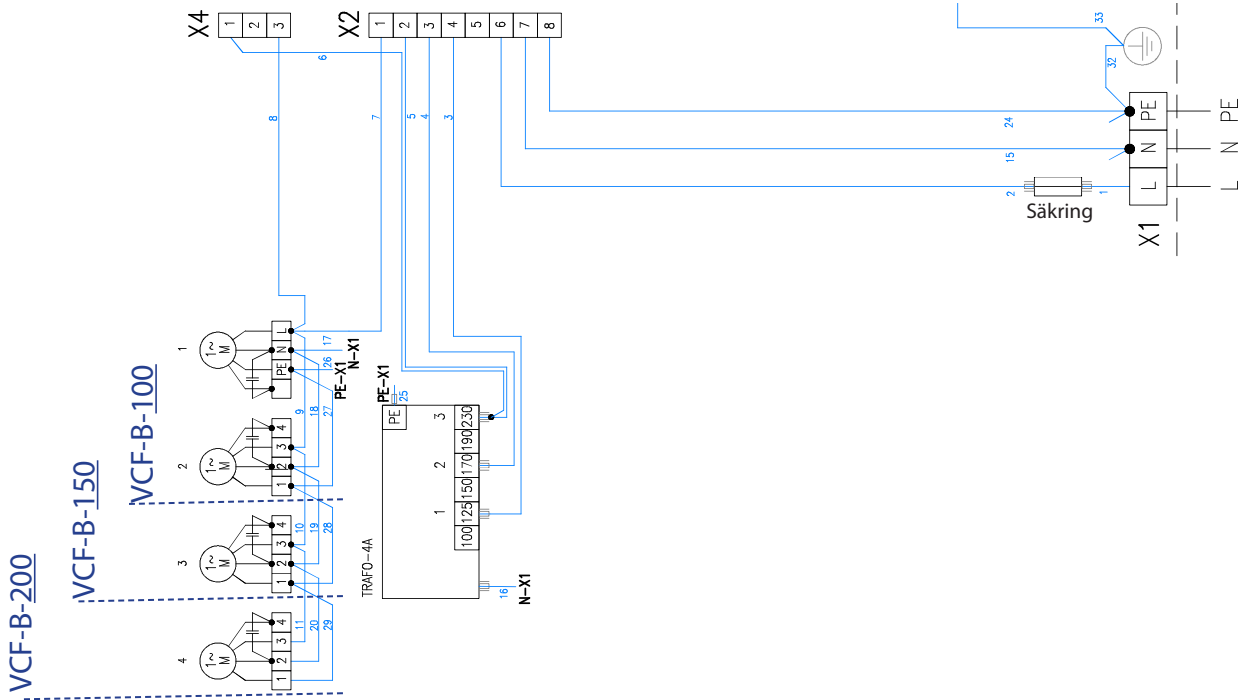 X4
1
2
3
X2
1
2
3
4
5
6
7
8
6
8
7
5
4
3
33
32
24
15
2
1
Säkring
PE
N
L
X1
PE
N
L
1
1~
M
L
N
PE
17
N-X1
26
PE-X1
VCF-B-100
9
18
27
2
1~
M
4
3
2
1
VCF-B-150
10
19
28
3
1~
M
4
3
2
1
VCF-B-200
11
20
29
4
1~
M
4
3
2
1
PE-X1
25
PE
TRAFO-4A
3
2
1
230
190
170
150
125
100
16
N-X1